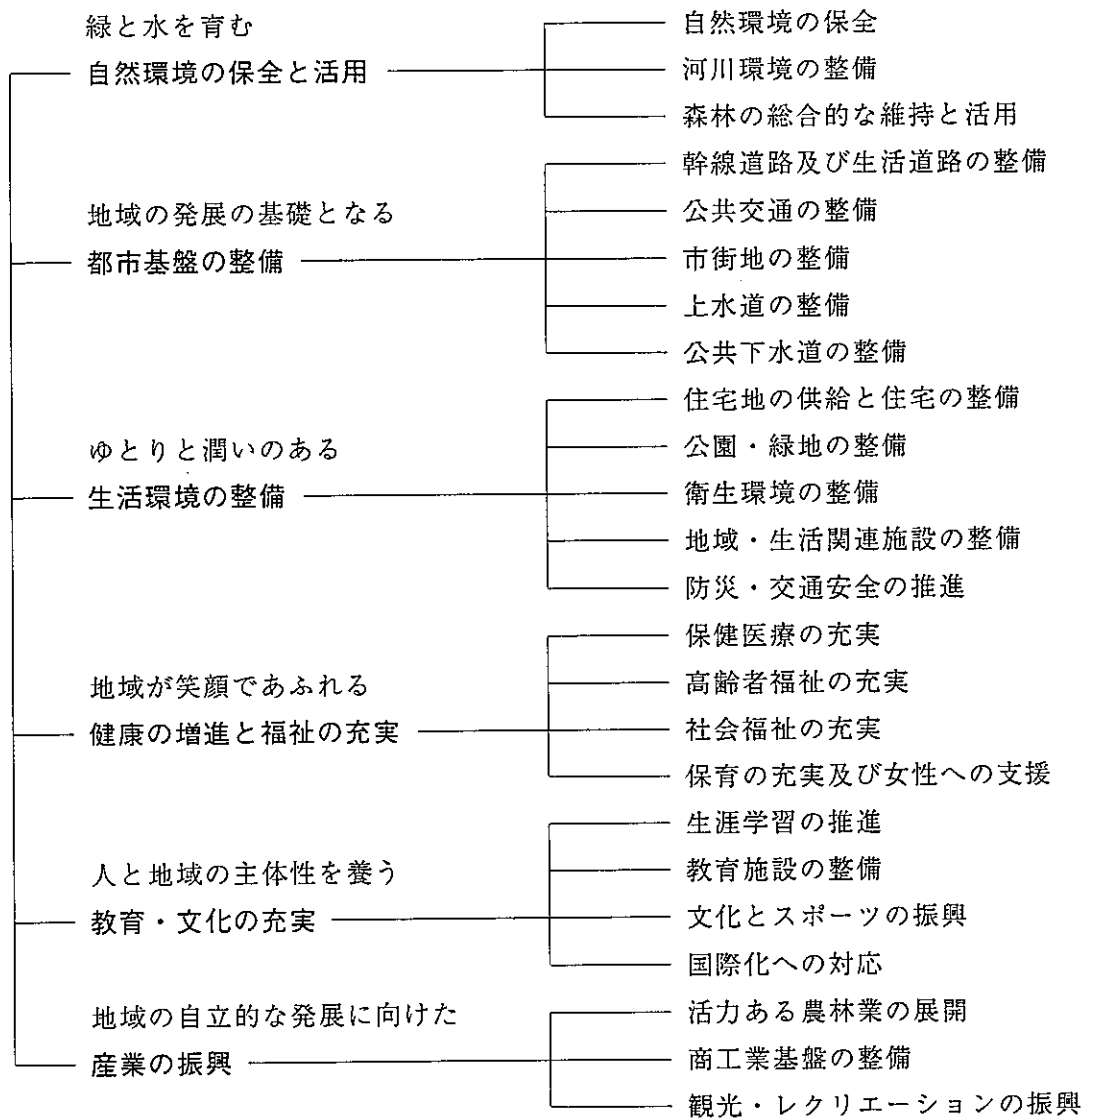 緑と水を育む
自然環境の保全と活用
自然環境の保全
河川環境の整備
森林の総合的な維持と活用
地域の発展の基礎となる
都市基盤の整備
幹線道路及び生活道路の整備
公共交通の整備
市街地の整備
上水道の整備
公共下水道の整備
ゆとりと潤いのある
生活環境の整備
住宅地の供給と住宅の整備
公園・緑地の整備
衛生環境の整備
地域・生活関連施設の整備
防災・交通安全の推進
地域が笑顔であふれる
健康の増進と福祉の充実
保健医療の充実
高齢者福祉の充実
社会福祉の充実
保育の充実及び女性への支援
人と地域の主体性を養う
教育・文化の充実
生涯学習の推進
教育施設の整備
文化とスポーツの振興
国際化への対応
地域の自立的な発展に向けた
産業の振興
活力ある農林業の展開
商工業基盤の整備
観光・レクリエーションの振興